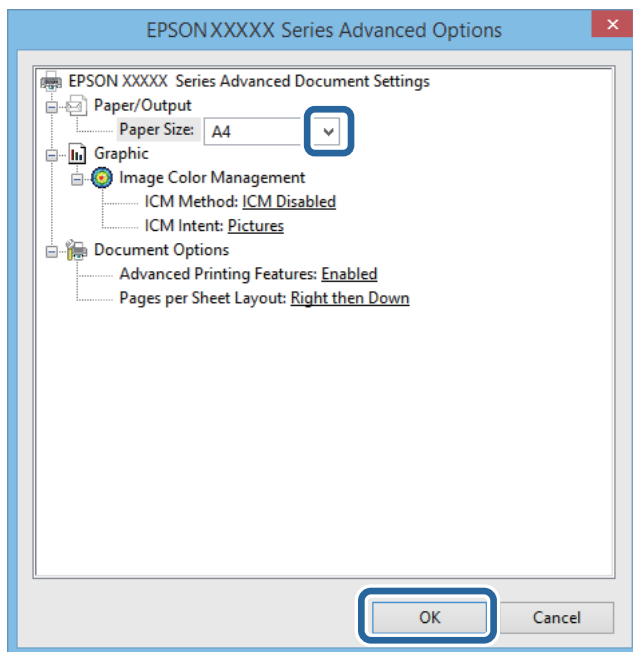 EPSON XXXXX Series Advanced Options
EPSON XXXXX Series Advanced Document Settings
Paper/Output
Paper Size: A4
Graphic
Image Color Management
ICM Method: ICM Disabled
ICM Intent: Pictures
Document Options
Advanced Printing Features: Enabled
Pages per Sheet Layout: Right then Down
OK Cancel